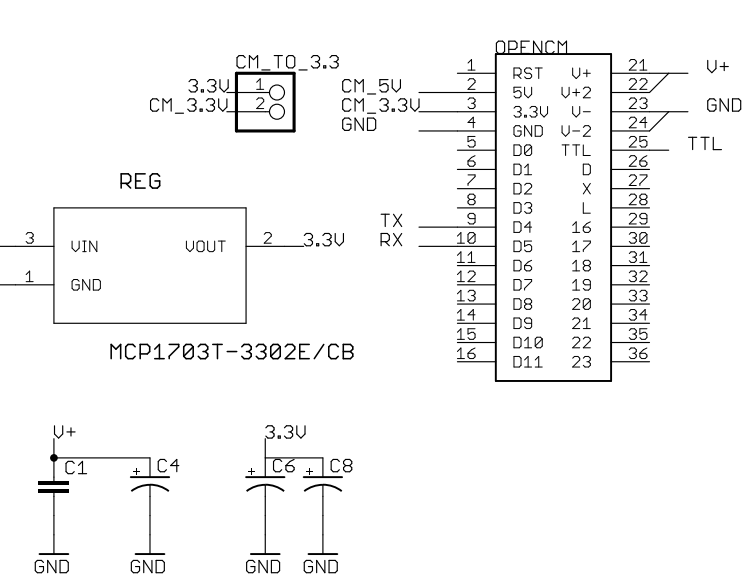 OPENCM
CM_TO_3.3
3.3V 1
CM_3.3V 2
CM_5V
CM_3.3V
GND
1 RST V+ 21 V+
2 5V V+2 22
3 3.3V V- 23 GND
4 GND V-2 24
5 D0 TTL 25 TTL
6 D1 D 26
7 D2 X 27
8 D3 L 28
TX 9 D4 16 29
RX 10 D5 17 30
11 D6 18 31
12 D7 19 32
13 D8 20 33
14 D9 21 34
15 D10 22 35
16 D11 23 36
REG
3 VIN VOUT 2 3.3V
1 GND
MCP1703T-3302E/CB
V+ 3.3V
C1 + C4 + C6 + C8
GND GND GND GND